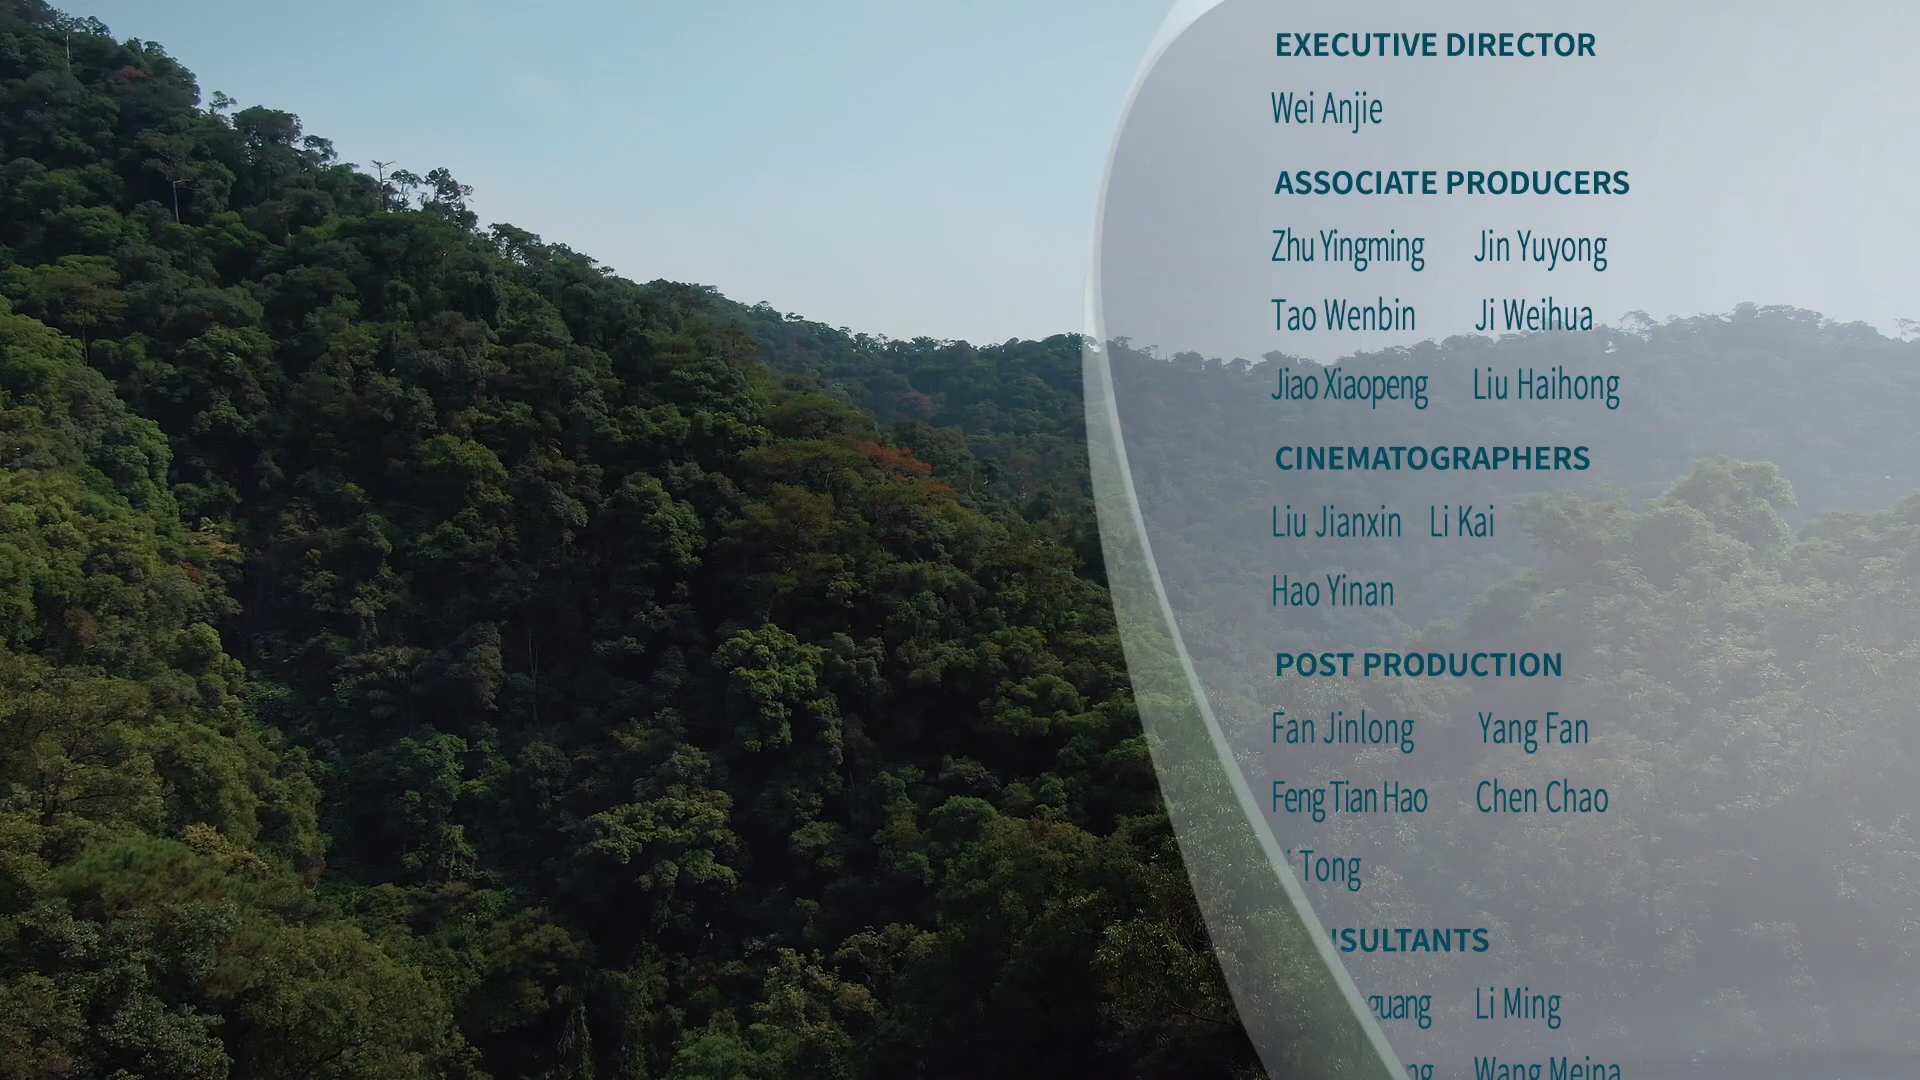 EXECUTIVE DIRECTOR
Wei Anjie
ASSOCIATE PRODUCERS
Zhu Yingming Jin Yuyong
Tao Wenbin Ji Weihua
Jiao Xiaopeng Liu Haihong
CINEMATOGRAPHERS
Liu Jianxin Li Kai
Hao Yinan
POST PRODUCTION
Fan Jinlong Yang Fan
Feng Tian Hao Chen Chao
Tong
Li Ming
Wang Meina